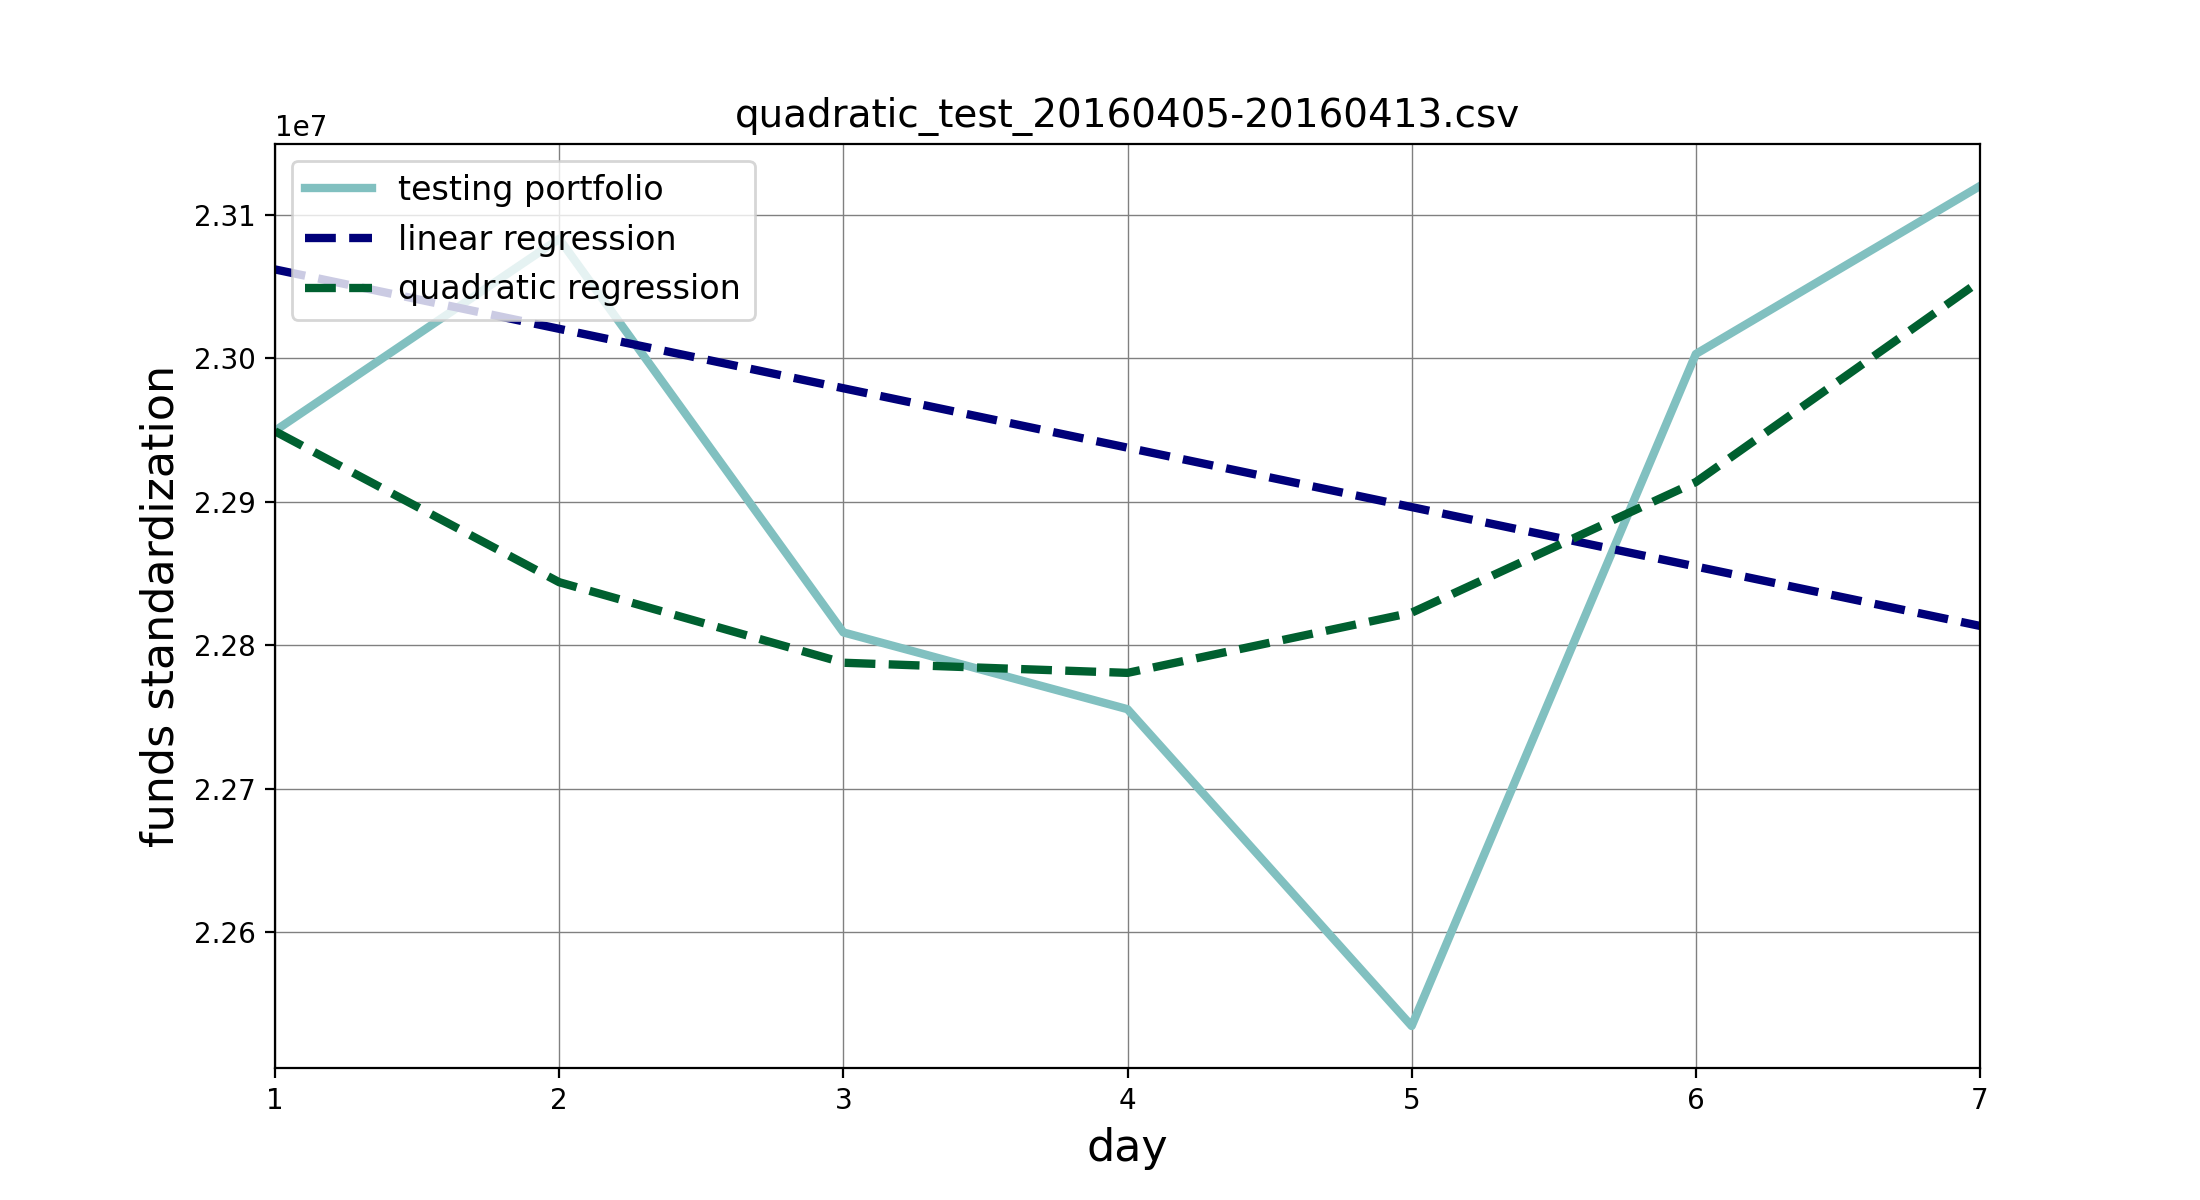 quadratic_test_20160405-20160413.csv
1e7
testing portfolio
linear regression
quadratic regression
2.31
2.30
2.29
2.28
2.27
2.26
funds standardization
1 2 3 4 5 6 7
day